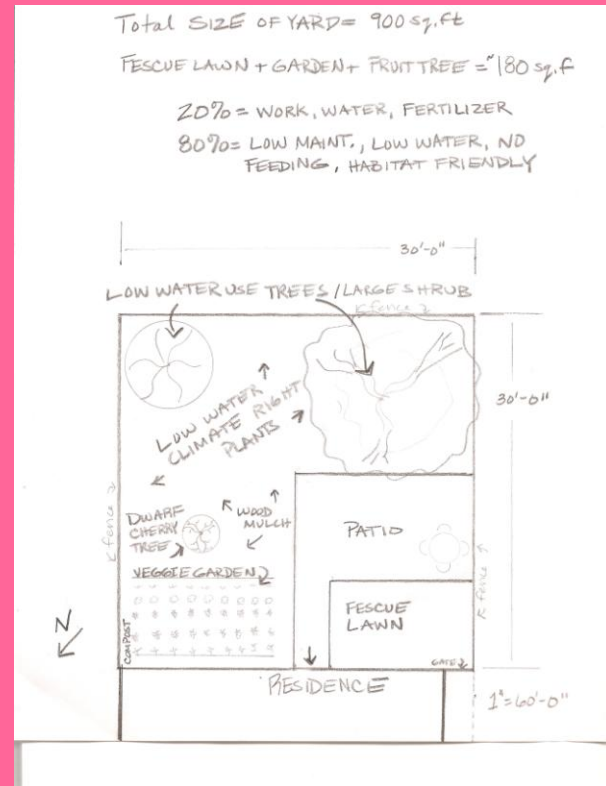 Total SIZE OF YARD = 900 sq.ft
FESCUE LAWN + GARDEN + FRUIT TREE = ~180 sq.f
20% = WORK, WATER, FERTILIZER
80% = LOW MAINT., LOW WATER, NO
FEEDING, HABITAT FRIENDLY
30'-0"
LOW WATER USE TREES / LARGE SHRUB
fence
30'-0"
LOW WATER
CLIMATE RIGHT
PLANTS
fence
DWARF
CHERRY
TREE
WOOD
MULCH
PATIO
VEGGIE GARDEN
fence
FESCUE
LAWN
N
COMPOST
GATE
RESIDENCE
1"=60'-0"